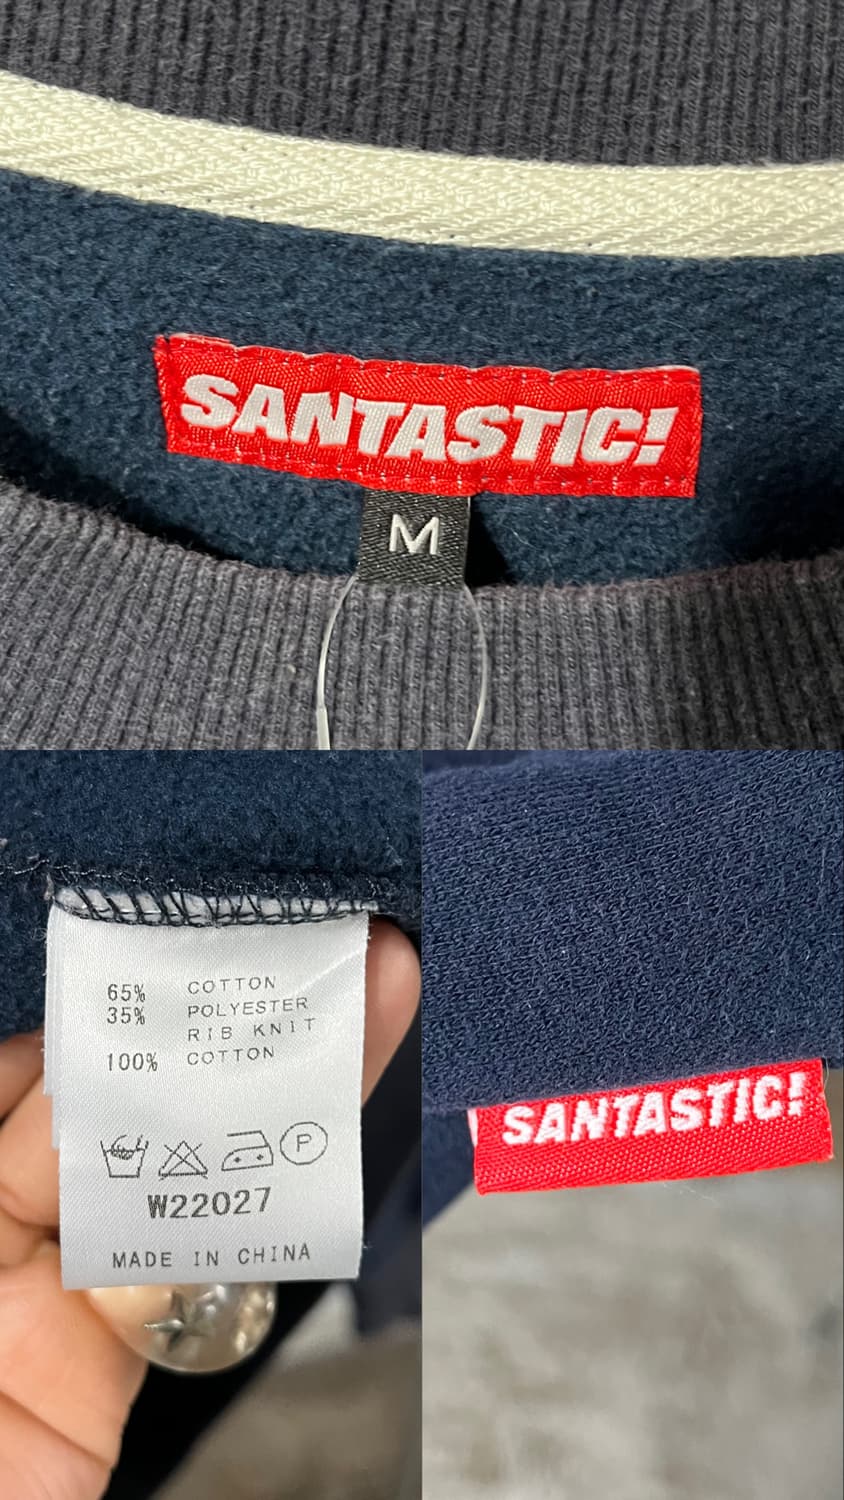 SANTASTIC!
M
65% COTTON
35% POLYESTER
RIB KNIT
100% COTTON
P
W22027
MADE IN CHINA
SANTASTIC!